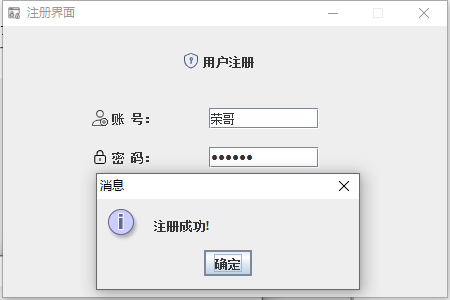 注册界面
用户注册
账 号：
荣哥
密 码：
••••••
消息
注册成功!
确定